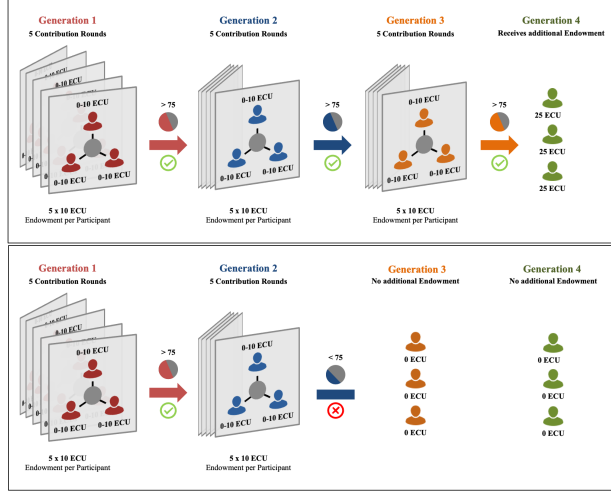 Generation 1
5 Contribution Rounds
Generation 2
5 Contribution Rounds
Generation 3
5 Contribution Rounds
Generation 4
Receives additional Endowment
0-10 ECU
0-10 ECU
0-10 ECU
5 x 10 ECU
Endowment per Participant
> 75
0-10 ECU
0-10 ECU
0-10 ECU
5 x 10 ECU
Endowment per Participant
> 75
0-10 ECU
0-10 ECU
0-10 ECU
5 x 10 ECU
Endowment per Participant
> 75
25 ECU
25 ECU
25 ECU
Generation 1
5 Contribution Rounds
Generation 2
5 Contribution Rounds
Generation 3
No additional Endowment
Generation 4
No additional Endowment
0-10 ECU
0-10 ECU
0-10 ECU
5 x 10 ECU
Endowment per Participant
> 75
0-10 ECU
0-10 ECU
0-10 ECU
5 x 10 ECU
Endowment per Participant
< 75
0 ECU
0 ECU
0 ECU
0 ECU
0 ECU
0 ECU